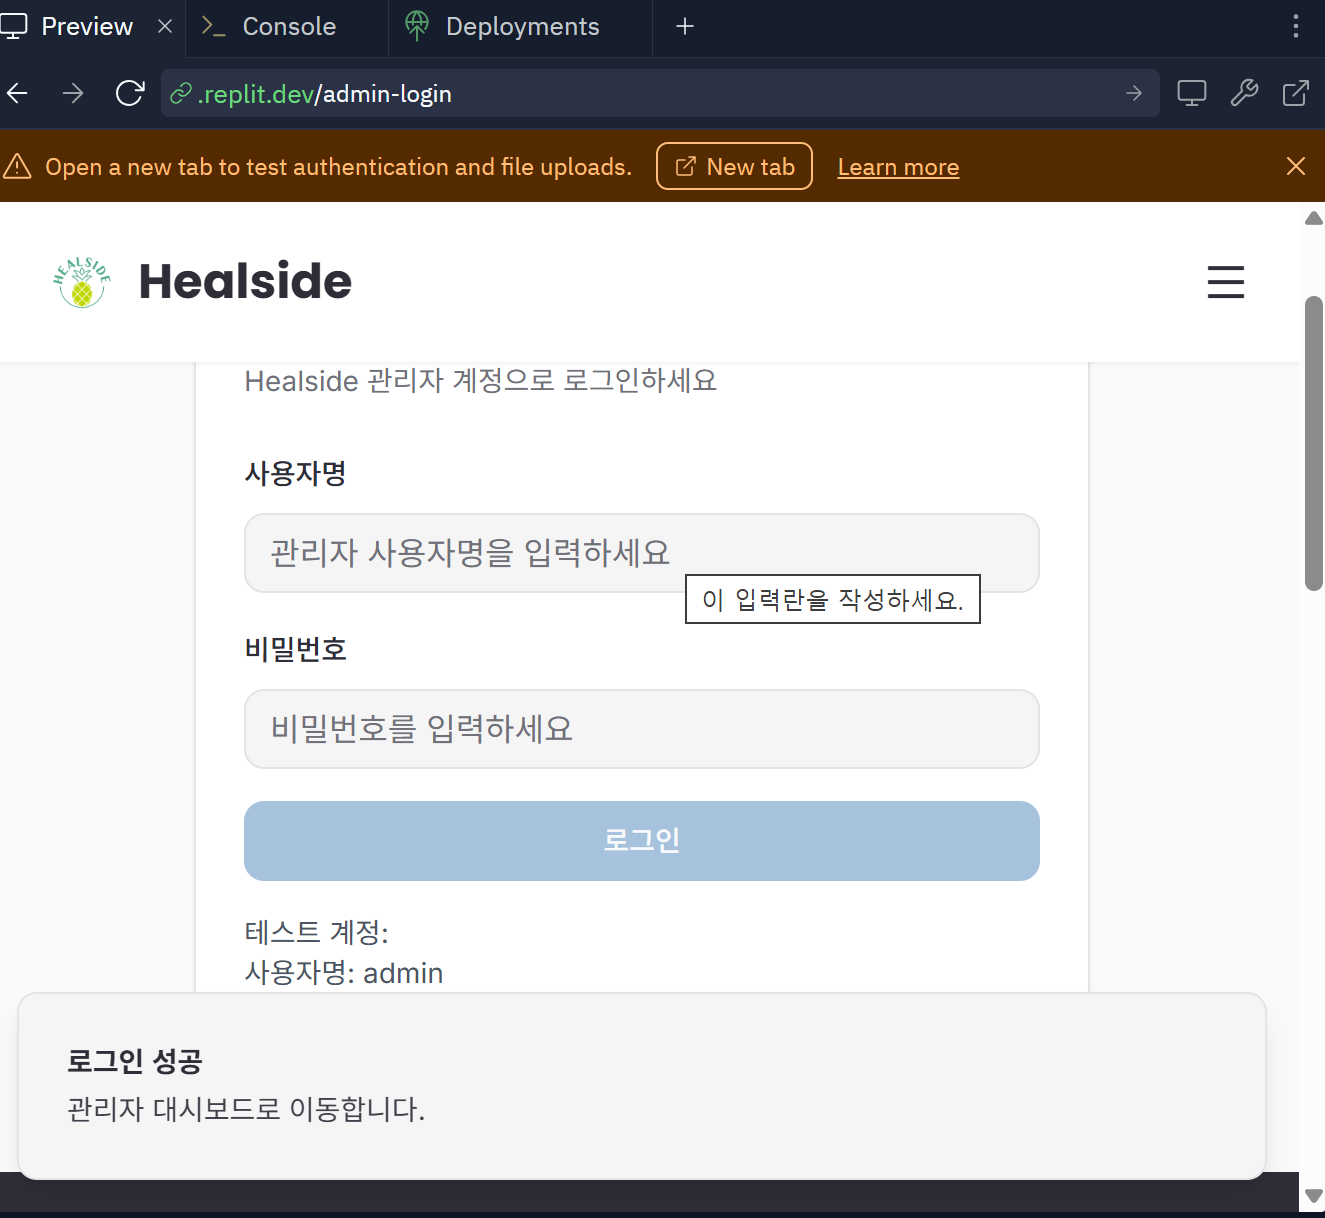 Preview
Console
Deployments
.replit.dev/admin-login
Open a new tab to test authentication and file uploads.
New tab
Learn more
HEALSIDE
Healside
Healside 관리자 계정으로 로그인하세요
사용자명
관리자 사용자명을 입력하세요
이 입력란을 작성하세요.
비밀번호
비밀번호를 입력하세요
로그인
테스트 계정:
사용자명: admin
로그인 성공
관리자 대시보드로 이동합니다.